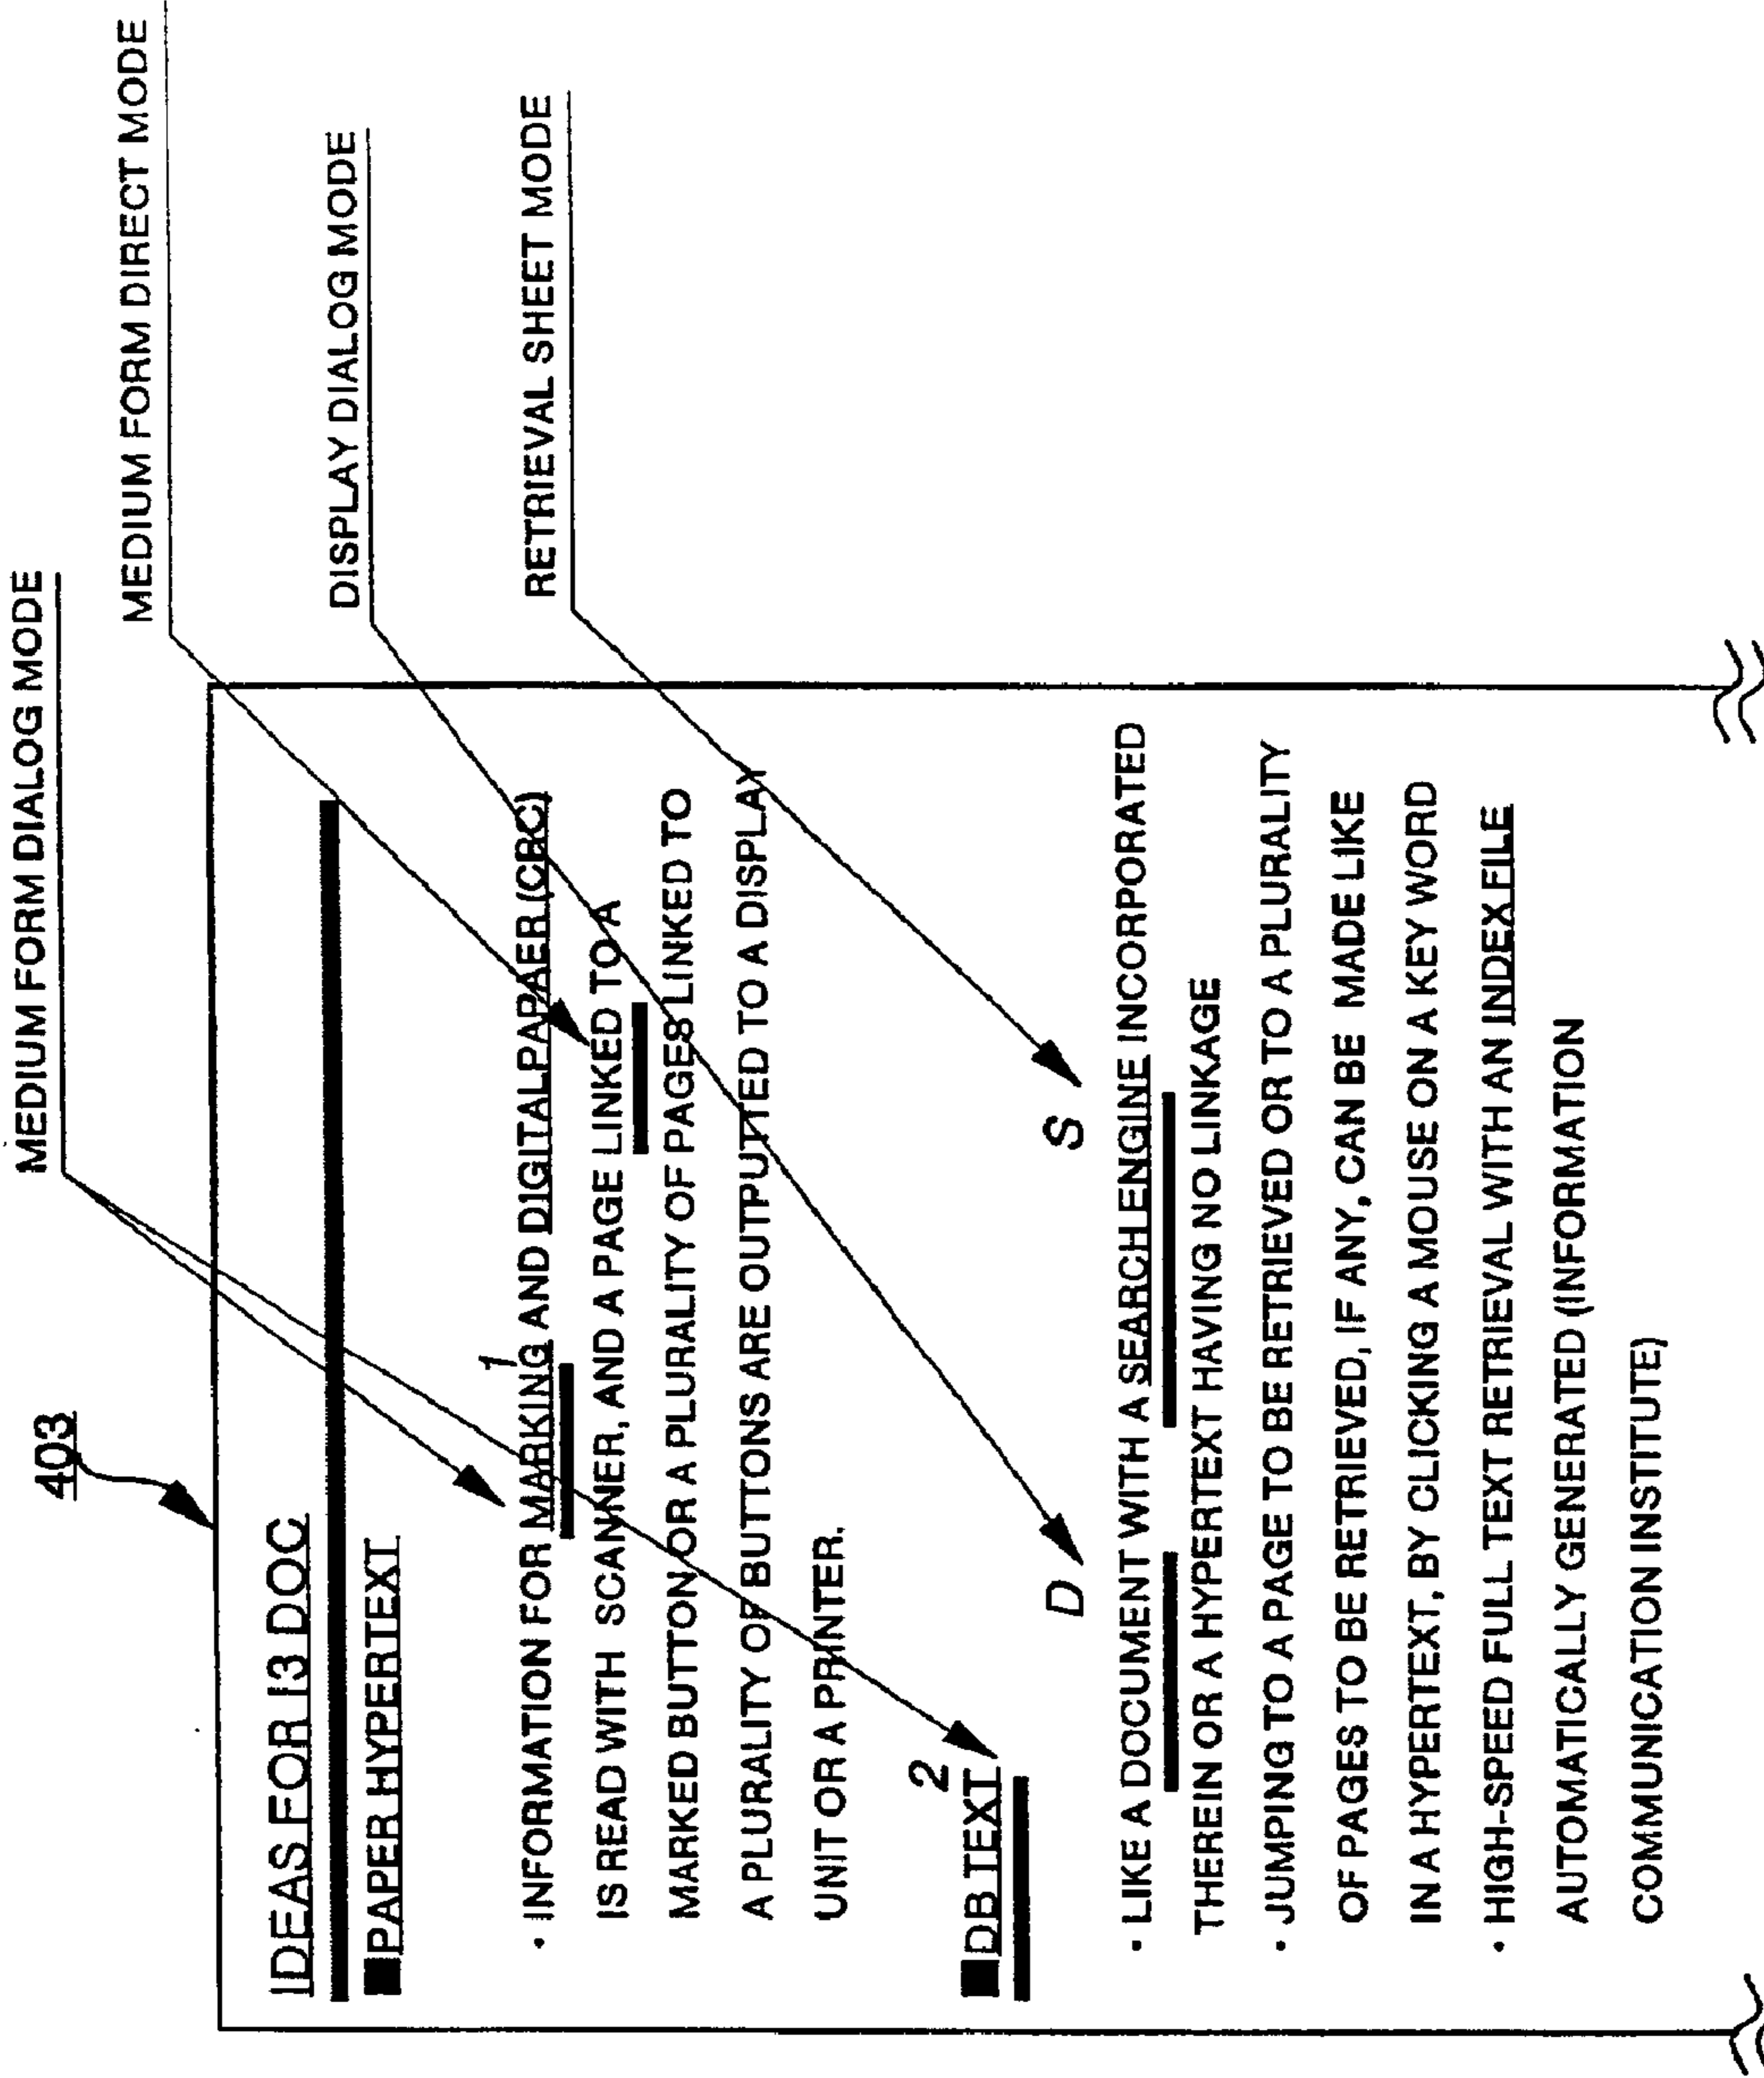 MEDIUM FORM DIALOG MODE
403
MEDIUM FORM DIRECT MODE
DISPLAY DIALOG MODE
RETRIEVAL SHEET MODE
IDEAS FOR I3 DOC
■PAPER HYPERTEXT
1
• INFORMATION FOR MARKING AND DIGITALPAPAER (CBC)
IS READ WITH SCANNER, AND A PAGE LINKED TO A
MARKED BUTTON OR A PLURALITY OF PAGES LINKED TO
A PLURALITY OF BUTTONS ARE OUTPUTTED TO A DISPLAY
UNIT OR A PRINTER.
2
■DB TEXT
D
S
• LIKE A DOCUMENT WITH A SEARCHLENGINE INCORPORATED
THEREIN OR A HYPERTEXT HAVING NO LINKAGE
• JUMPING TO A PAGE TO BE RETRIEVED OR TO A PLURALITY
OF PAGES TO BE RETRIEVED, IF ANY, CAN BE MADE LIKE
IN A HYPERTEXT, BY CLICKING A MOUSE ON A KEY WORD
• HIGH-SPEED FULL TEXT RETRIEVAL WITH AN INDEX FILE
AUTOMATICALLY GENERATED (INFORMATION
COMMUNICATION INSTITUTE)